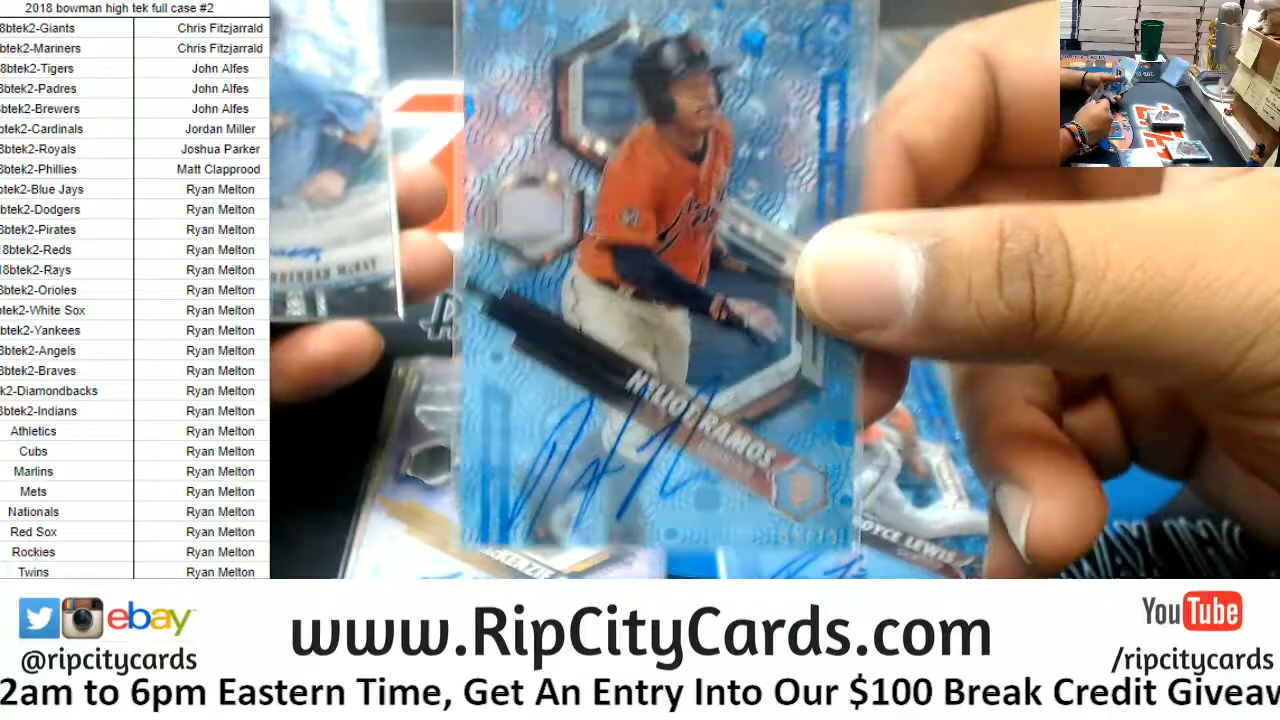 2018 bowman high tek full case #2
8btek2-Giants Chris Fitzjarrald
btek2-Mariners Chris Fitzjarrald
8btek2-Tigers John Alfes
btek2-Padres John Alfes
btek2-Brewers John Alfes
btek2-Cardinals Jordan Miller
btek2-Royals Joshua Parker
8btek2-Phillies Matt Clapprood
btek2-Blue Jays Ryan Melton
btek2-Dodgers Ryan Melton
btek2-Pirates Ryan Melton
18btek2-Reds Ryan Melton
18btek2-Rays Ryan Melton
8btek2-Orioles Ryan Melton
btek2-White Sox Ryan Melton
btek2-Yankees Ryan Melton
8btek2-Angels Ryan Melton
8btek2-Braves Ryan Melton
k2-Diamondbacks Ryan Melton
8btek2-Indians Ryan Melton
Athletics Ryan Melton
Cubs Ryan Melton
Marlins Ryan Melton
Mets Ryan Melton
Nationals Ryan Melton
Red Sox Ryan Melton
Rockies Ryan Melton
Twins Ryan Melton
BRENDAN McKAY
HELIOT RAMOS
ROYCE LEWIS
KENZIE
ebay
@ripcitycards
www.RipCityCards.com
YouTube
/ripcitycards
2am to 6pm Eastern Time, Get An Entry Into Our $100 Break Credit Giveaw